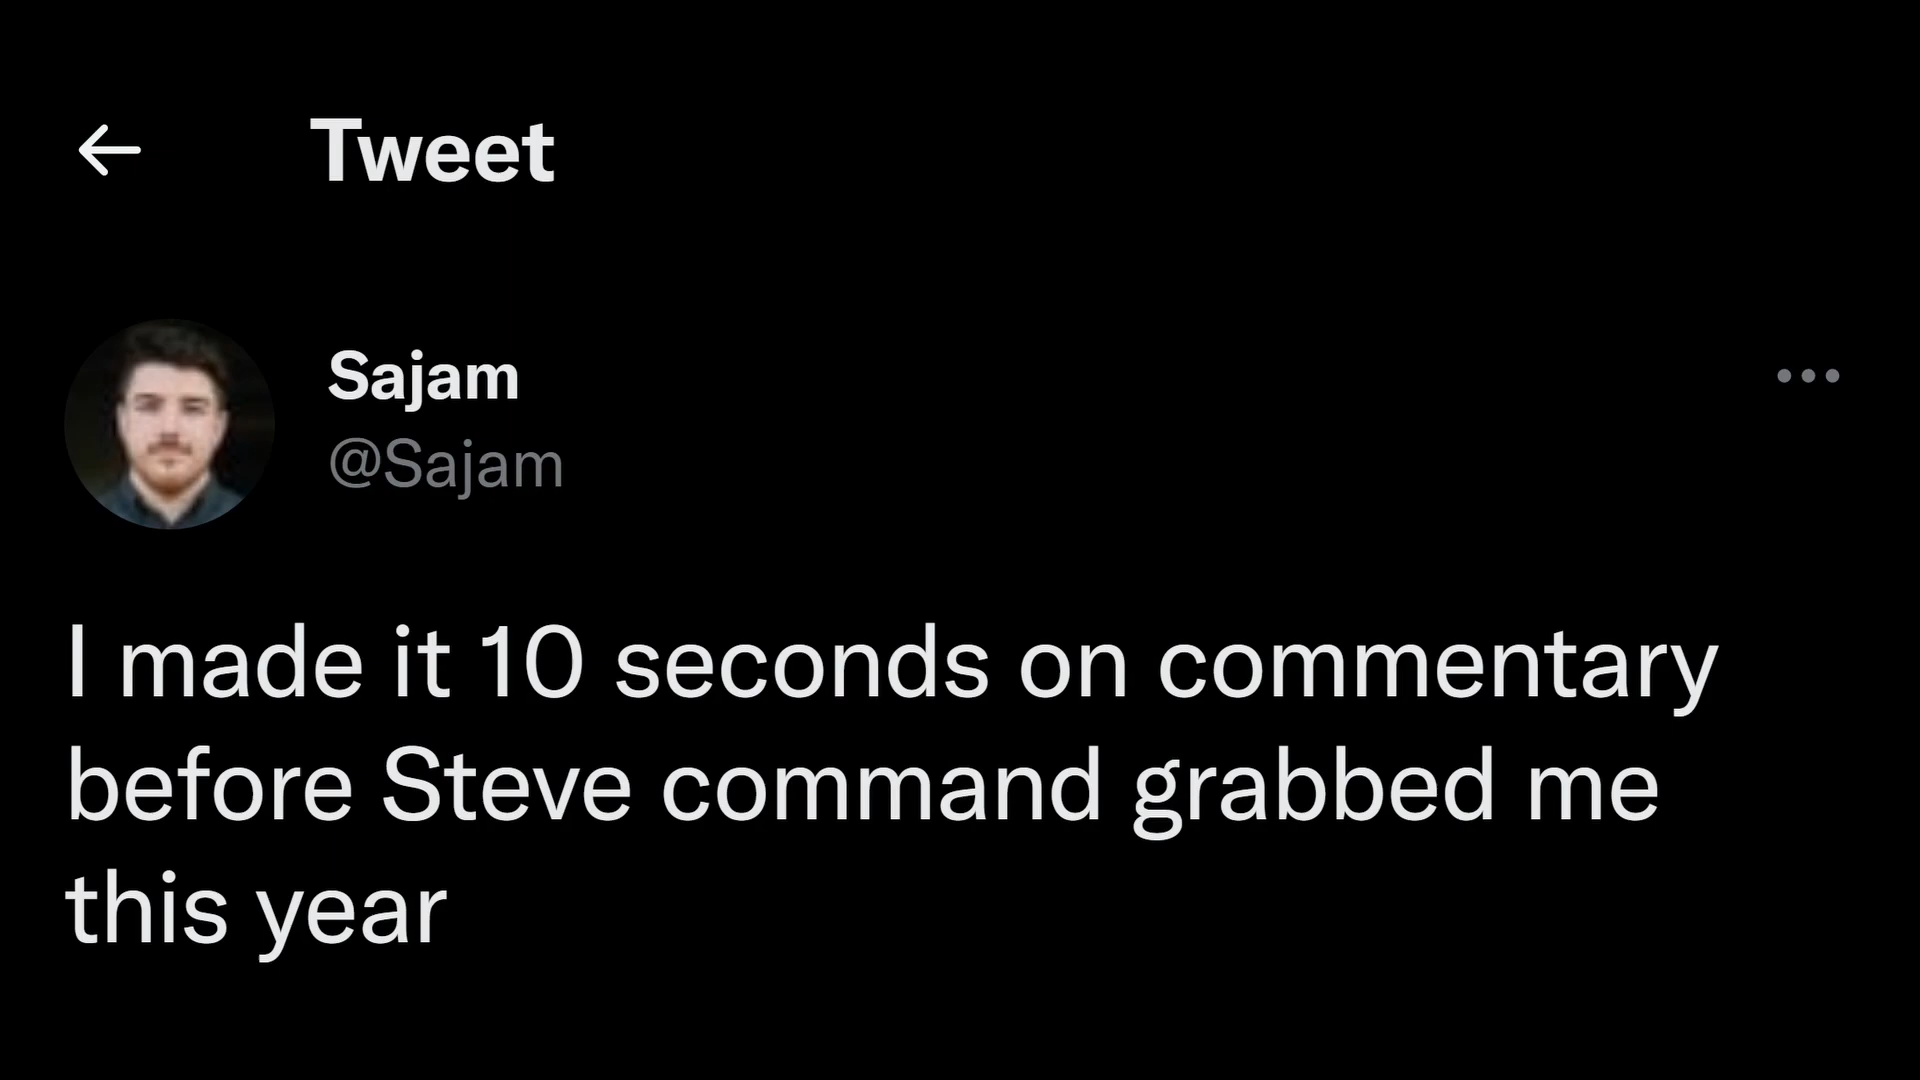 Tweet
Sajam
@Sajam
I made it 10 seconds on commentary
before Steve command grabbed me
this year